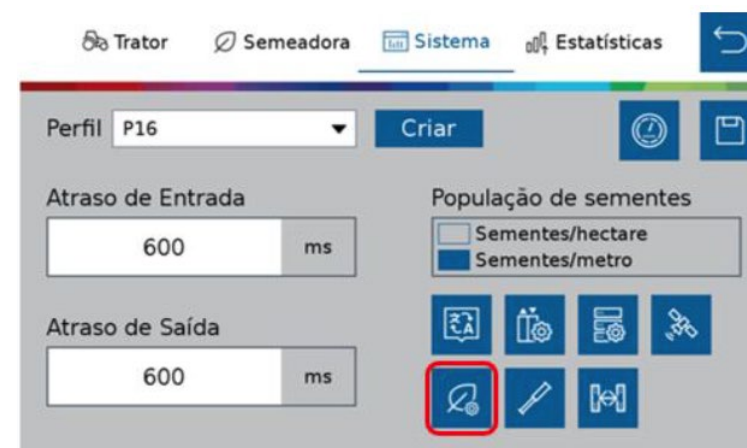 Trator Semeadora Sistema Estatísticas
Perfil P16 Criar
Atraso de Entrada
600 ms
População de sementes
Sementes/hectare
Sementes/metro
Atraso de Saída
600 ms